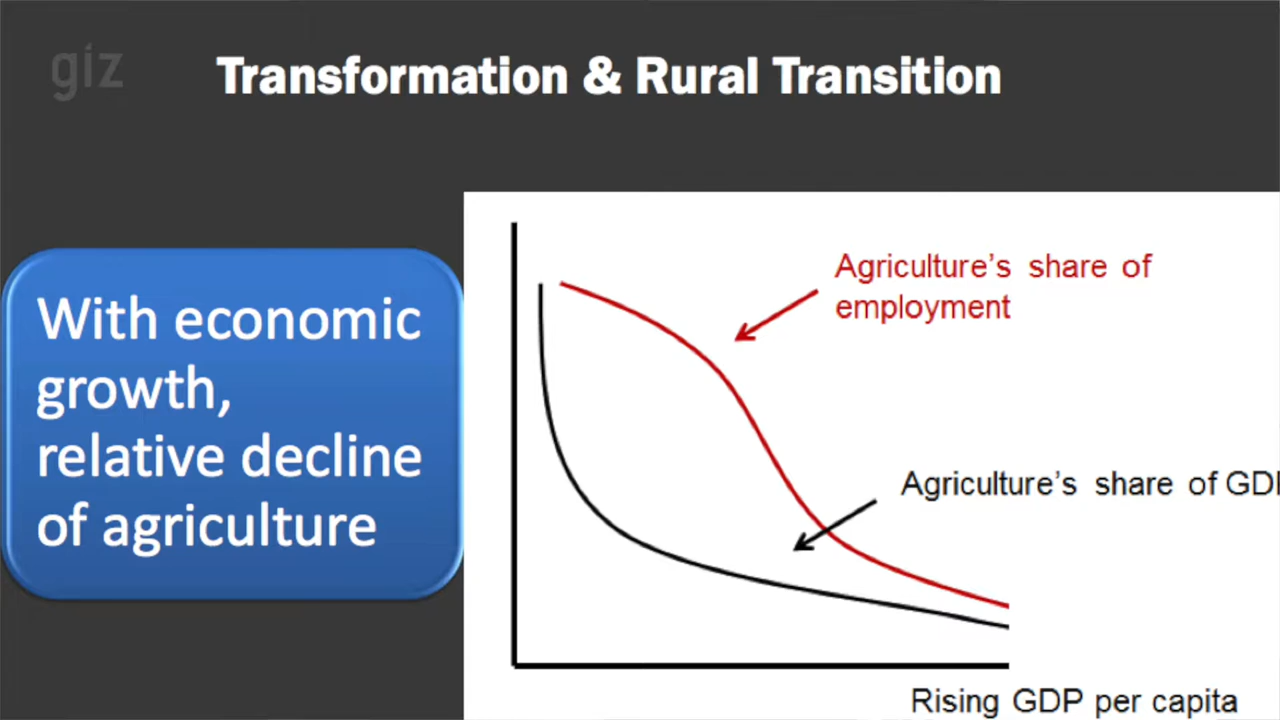 giz
Transformation & Rural Transition
With economic
growth,
relative decline
of agriculture
Agriculture's share of
employment
Agriculture's share of GD
Rising GDP per capita